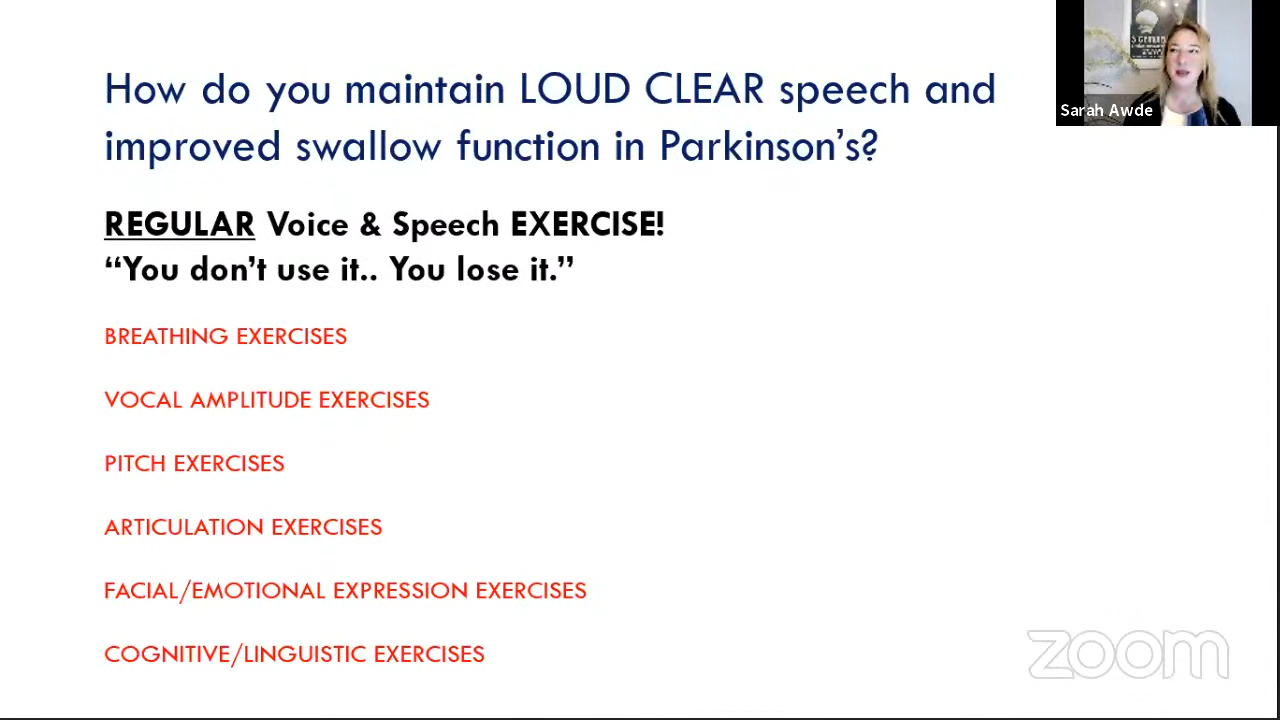 How do you maintain LOUD CLEAR speech and
improved swallow function in Parkinson's?
REGULAR Voice & Speech EXERCISE!
“You don't use it.. You lose it.”
BREATHING EXERCISES
VOCAL AMPLITUDE EXERCISES
PITCH EXERCISES
ARTICULATION EXERCISES
FACIAL/EMOTIONAL EXPRESSION EXERCISES
COGNITIVE/LINGUISTIC EXERCISES
Sarah Awde
zoom